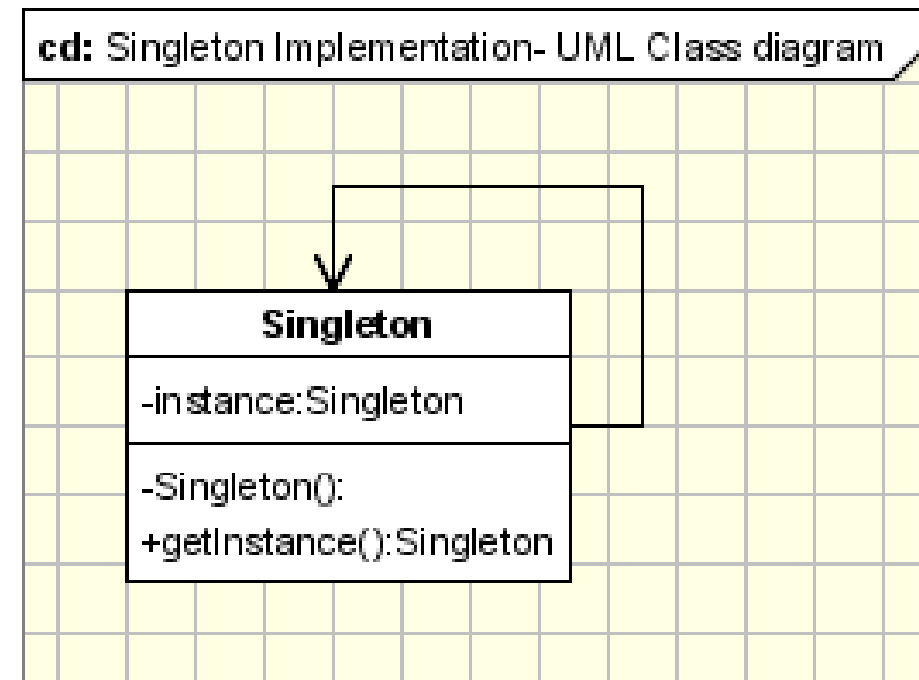 cd: Singleton Implementation- UML Class diagram
Singleton
-instance:Singleton
-Singleton():
+getInstance():Singleton